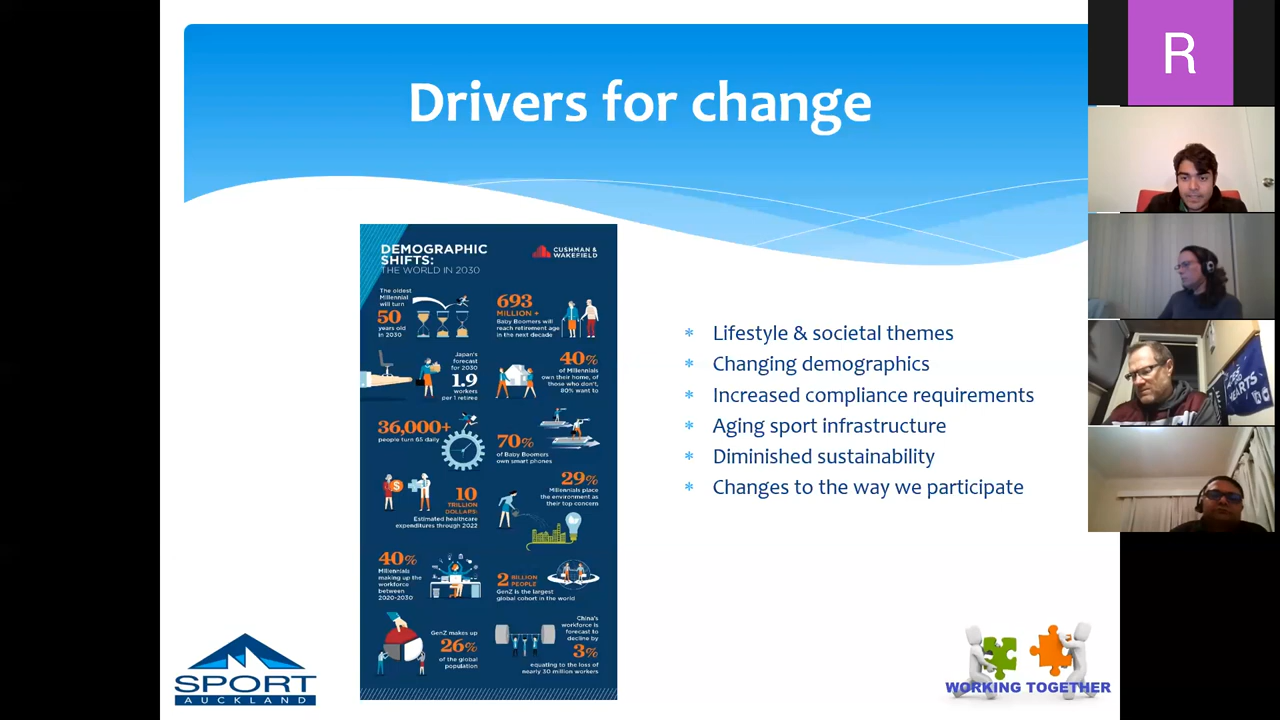 Drivers for change
DEMOGRAPHIC
SHIFTS:
THE WORLD IN 2030
CUSHMAN &
WAKEFIELD
The oldest
Millennial
will turn
50
years old
in 2030
693
MILLION +
Baby Boomers will
reach retirement age
in the next decade
Japan's
forecast
for 2030
1.9
workers
per 1 retiree
40%
of Millennials
own their home, of
those who don't,
80% want to
36,000+
people turn 65 daily
70%
of Baby Boomers
own smart phones
10
TRILLION
DOLLARS:
Estimated healthcare
expenditures through 2022
29%
Millennials place
the environment as
their top concern
40%
Millennials
making up the
workforce
between
2020-2030
2 BILLION
PEOPLE
GenZ is the largest
global cohort in the world
GenZ makes up
26%
of the global
population
China's
workforce is
forecast to
decline by
3%
equating to the loss of
nearly 30 million workers
* Lifestyle & societal themes
* Changing demographics
* Increased compliance requirements
* Aging sport infrastructure
* Diminished sustainability
* Changes to the way we participate
SPORT
AUCKLAND
WORKING TOGETHER
R
HEARTS